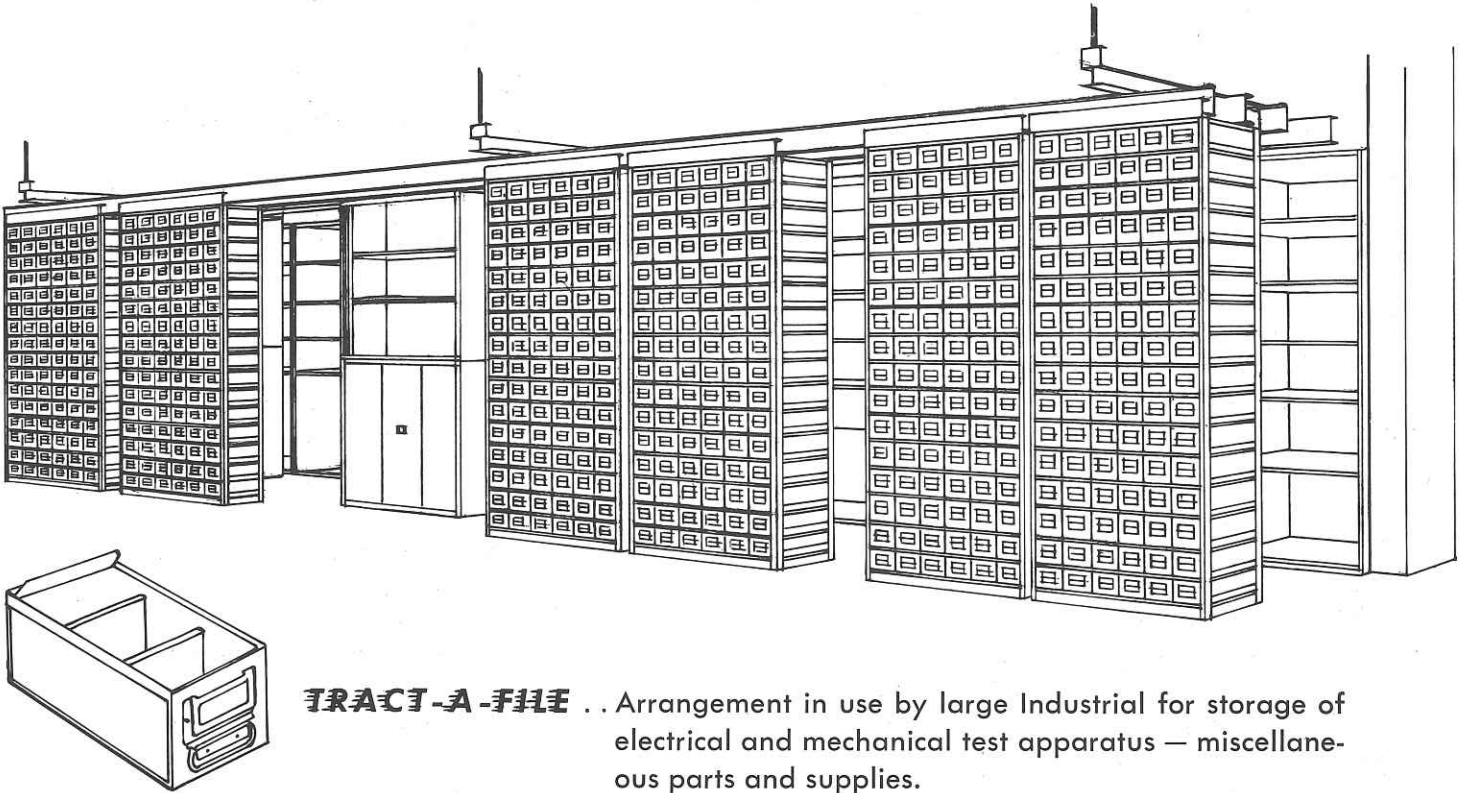 TRACT-A-FILE .. Arrangement in use by large Industrial for storage of
electrical and mechanical test apparatus — miscellane-
ous parts and supplies.